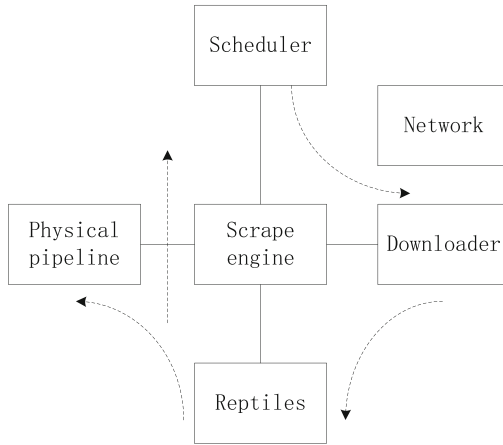 Scheduler
Network
Physical
pipeline
Scrape
engine
Downloader
Reptiles